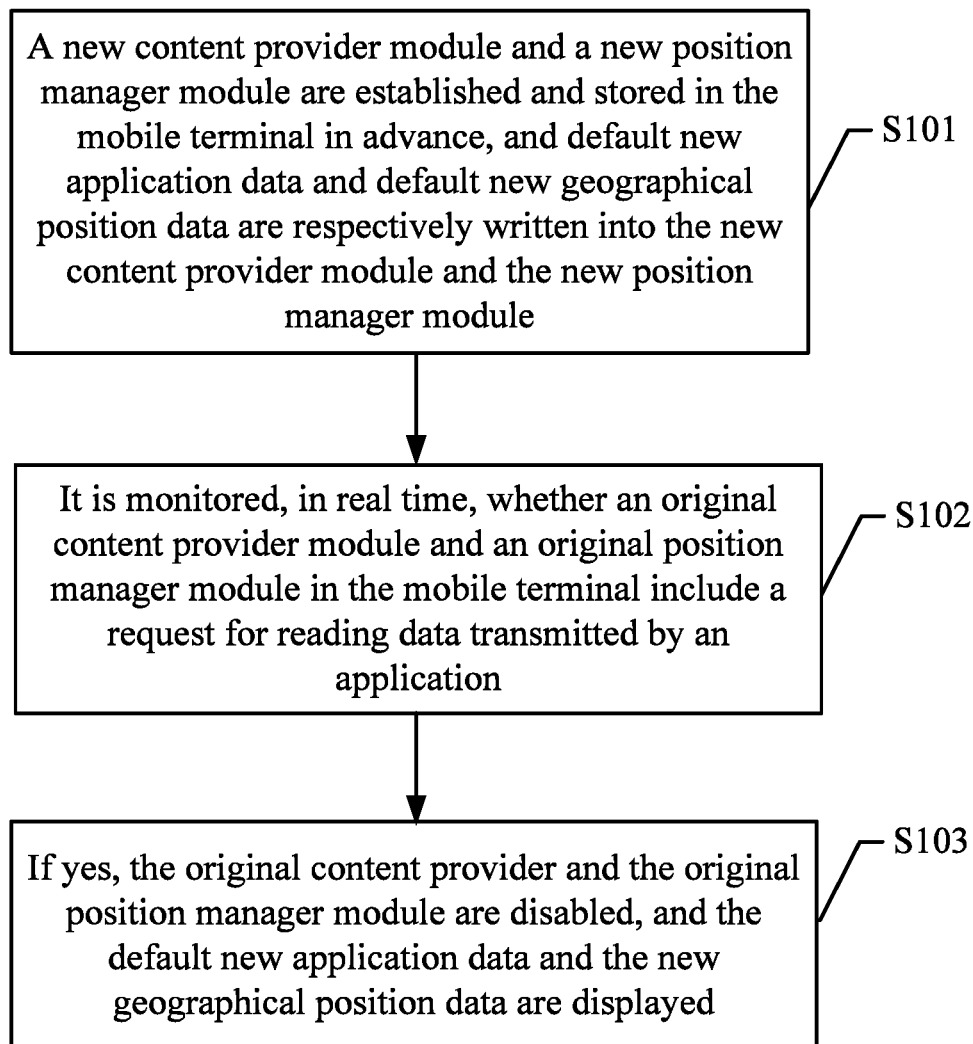 A new content provider module and a new position
manager module are established and stored in the
mobile terminal in advance, and default new
application data and default new geographical
position data are respectively written into the new
content provider module and the new position
manager module
S101
It is monitored, in real time, whether an original
content provider module and an original position
manager module in the mobile terminal include a
request for reading data transmitted by an
application
S102
If yes, the original content provider and the original
position manager module are disabled, and the
default new application data and the new
geographical position data are displayed
S103